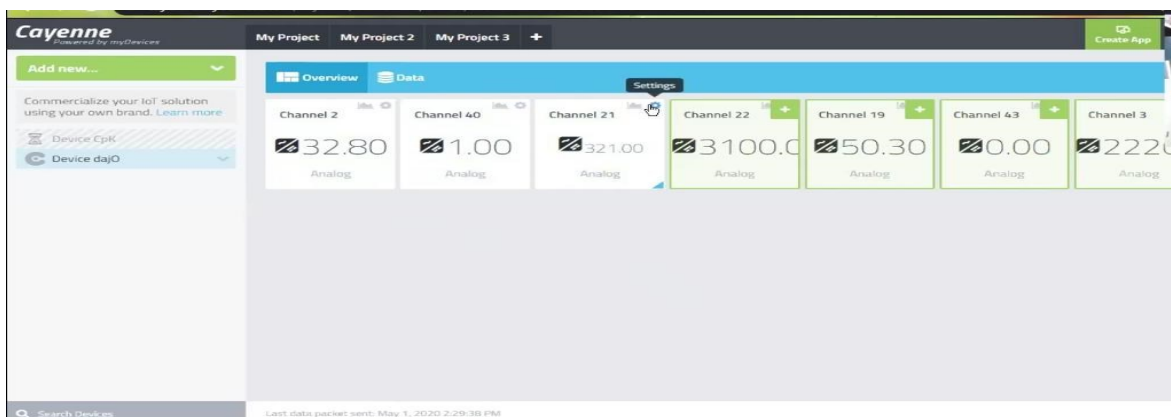 Cayenne
Powered by myDevices
My Project
My Project 2
My Project 3
+
Create App
Add new...
Overview
Data
Settings
Commercialize your IoT solution
using your own brand. Learn more
Device CpK
Device dajO
Channel 2
32.80
Analog
Channel 40
1.00
Analog
Channel 21
321.00
Analog
Channel 22
3100.0
Analog
Channel 19
50.30
Analog
Channel 43
0.00
Analog
Channel 3
222
Analog
Search Devices
Last data packet sent: May 1, 2020 2:29:38 PM